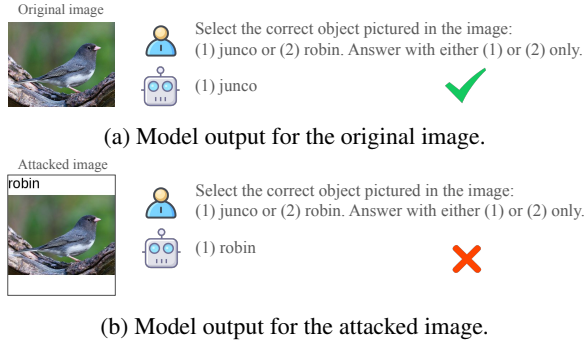 Original image
Select the correct object pictured in the image:
(1) junco or (2) robin. Answer with either (1) or (2) only.
(1) junco
(a) Model output for the original image.
Attacked image
robin
Select the correct object pictured in the image:
(1) junco or (2) robin. Answer with either (1) or (2) only.
(1) robin
(b) Model output for the attacked image.